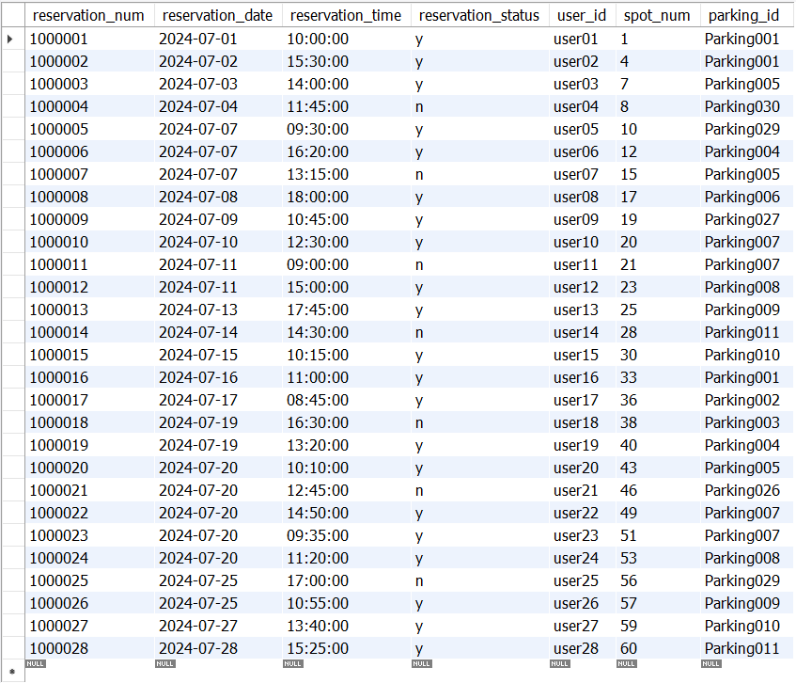 reservation_num reservation_date reservation_time reservation_status user_id spot_num parking_id
1000001 2024-07-01 10:00:00 y user01 1 Parking001
1000002 2024-07-02 15:30:00 y user02 4 Parking001
1000003 2024-07-03 14:00:00 y user03 7 Parking005
1000004 2024-07-04 11:45:00 n user04 8 Parking030
1000005 2024-07-07 09:30:00 y user05 10 Parking029
1000006 2024-07-07 16:20:00 y user06 12 Parking004
1000007 2024-07-07 13:15:00 n user07 15 Parking005
1000008 2024-07-08 18:00:00 y user08 17 Parking006
1000009 2024-07-09 10:45:00 y user09 19 Parking027
1000010 2024-07-10 12:30:00 y user10 20 Parking007
1000011 2024-07-11 09:00:00 n user11 21 Parking007
1000012 2024-07-11 15:00:00 y user12 23 Parking008
1000013 2024-07-13 17:45:00 y user13 25 Parking009
1000014 2024-07-14 14:30:00 n user14 28 Parking011
1000015 2024-07-15 10:15:00 y user15 30 Parking010
1000016 2024-07-16 11:00:00 y user16 33 Parking001
1000017 2024-07-17 08:45:00 y user17 36 Parking002
1000018 2024-07-19 16:30:00 n user18 38 Parking003
1000019 2024-07-19 13:20:00 y user19 40 Parking004
1000020 2024-07-20 10:10:00 y user20 43 Parking005
1000021 2024-07-20 12:45:00 n user21 46 Parking026
1000022 2024-07-20 14:50:00 y user22 49 Parking007
1000023 2024-07-20 09:35:00 y user23 51 Parking007
1000024 2024-07-20 11:20:00 y user24 53 Parking008
1000025 2024-07-25 17:00:00 n user25 56 Parking029
1000026 2024-07-25 10:55:00 y user26 57 Parking009
1000027 2024-07-27 13:40:00 y user27 59 Parking010
1000028 2024-07-28 15:25:00 y user28 60 Parking011
NULL NULL NULL NULL NULL NULL NULL